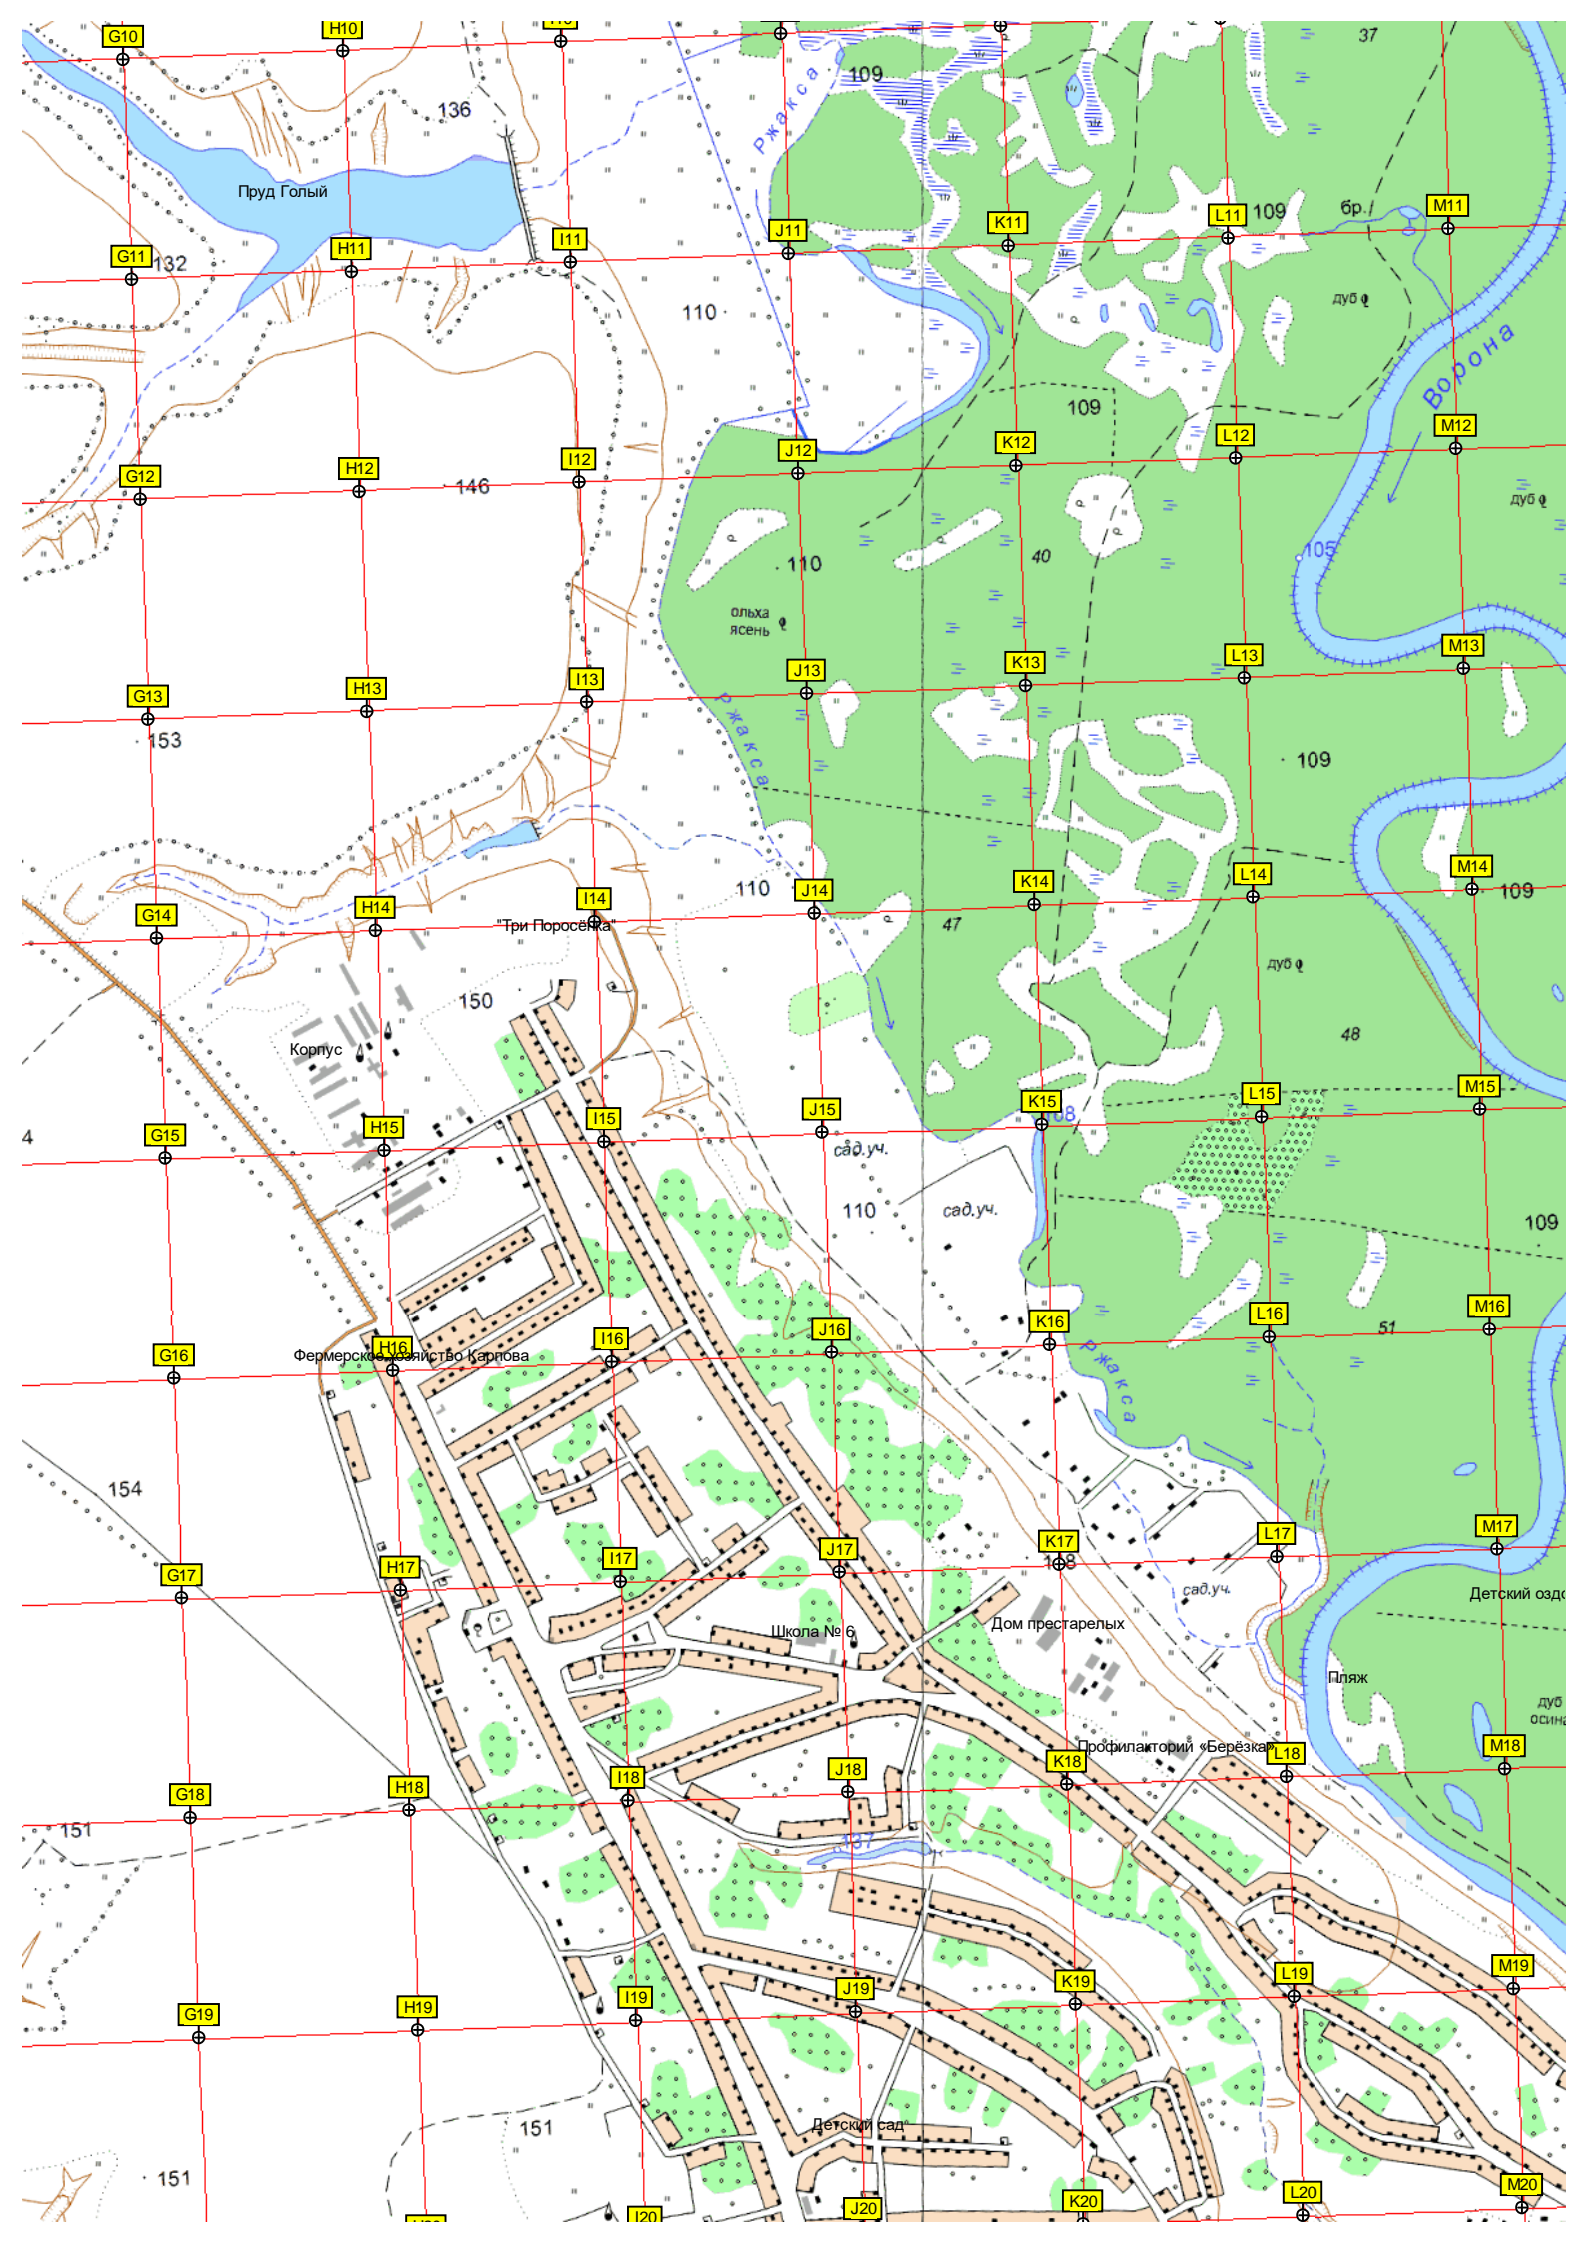 G10
H10
37
109
Ржакса
136
Пруд Голый
G11
132
H11
I11
J11
K11
L11
109
бр.
M11
110
дуб
Ворона
109
G12
H12
146
I12
J12
K12
L12
M12
дуб
110
40
105
ольха
ясень
G13
H13
I13
J13
K13
L13
M13
153
Ржакса
109
G14
H14
I14
110
J14
K14
L14
M14
109
"Три Поросёнка"
47
дуб
150
Корпус
48
4
G15
H15
I15
J15
K15
108
L15
M15
сад.уч.
110
сад.уч.
109
G16
H16
I16
J16
K16
L16
M16
51
Фермерское хозяйство Карпова
Ржакса
154
G17
H17
I17
J17
K17
108
L17
M17
сад.уч.
Детский оздо
Школа № 6
Дом престарелых
Пляж
дуб
осина
G18
H18
I18
J18
K18
Профилакторий «Берёзка»
L18
M18
151
137
G19
H19
I19
J19
K19
L19
M19
151
Детский сад
151
I20
J20
K20
L20
M20